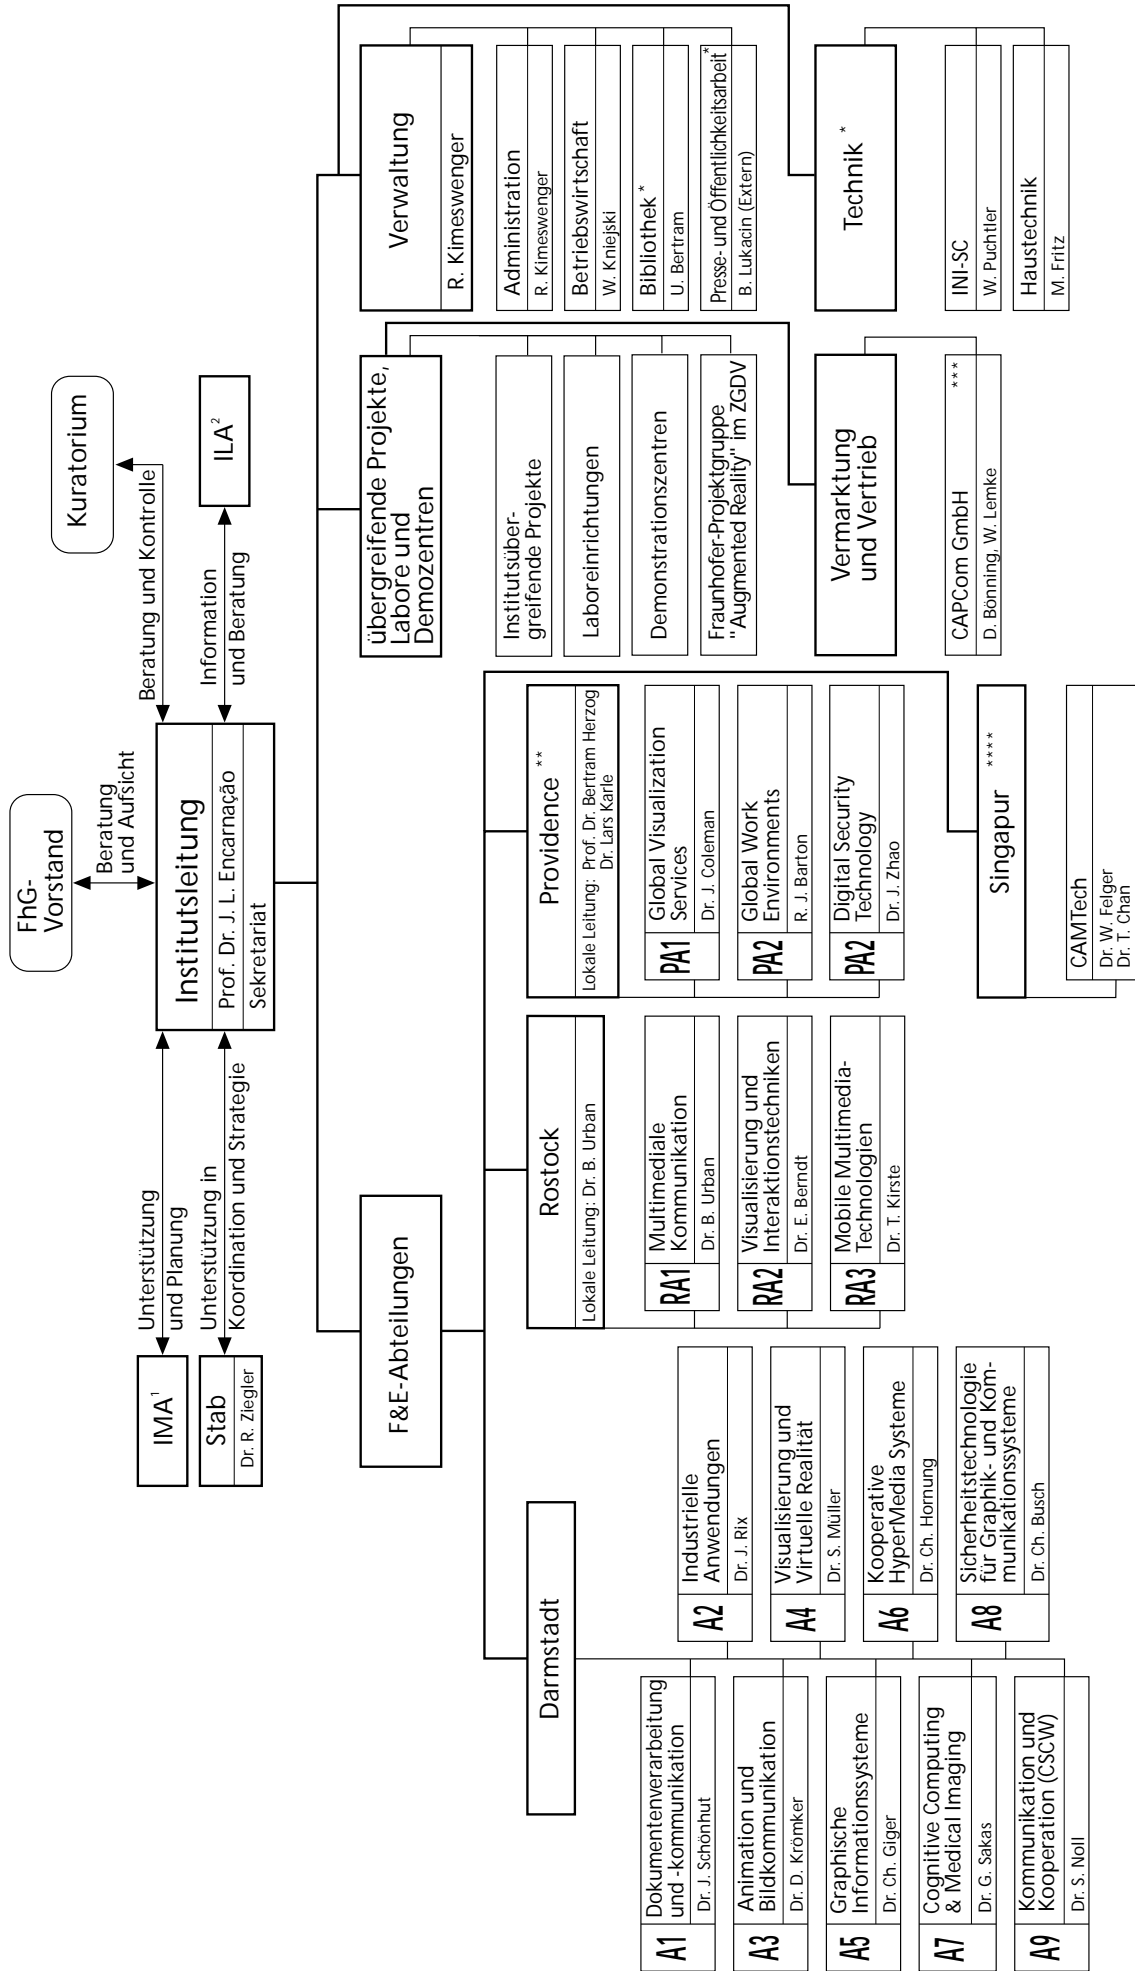 FhG-
Vorstand
Kuratorium
Beratung
und Aufsicht
Beratung und Kontrolle
Unterstützung
und Planung
IMA¹
Institutsleitung
Prof. Dr. J. L. Encarnação
Sekretariat
Information
und Beratung
ILA²
Unterstützung in
Koordination und Strategie
Stab
Dr. R. Ziegler
F&E-Abteilungen
übergreifende Projekte,
Labore und
Demozentren
Verwaltung
R. Kimeswenger
Darmstadt
A1
Dokumentenverarbeitung
und -kommunikation
Dr. J. Schönhut
A2
Industrielle
Anwendungen
Dr. J. Rix
A3
Animation und
Bildkommunikation
Dr. D. Krömker
A4
Visualisierung und
Virtuelle Realität
Dr. S. Müller
A5
Graphische
Informationssysteme
Dr. Ch. Giger
A6
Kooperative
HyperMedia Systeme
Dr. Ch. Hornung
A7
Cognitive Computing
& Medical Imaging
Dr. G. Sakas
A8
Sicherheitstechnologie
für Graphik- und Kom-
munikationssysteme
Dr. Ch. Busch
A9
Kommunikation und
Kooperation (CSCW)
Dr. S. Noll
Rostock
Lokale Leitung: Dr. B. Urban
RA1
Multimediale
Kommunikation
Dr. B. Urban
RA2
Visualisierung und
Interaktionstechniken
Dr. E. Berndt
RA3
Mobile Multimedia-
Technologien
Dr. T. Kirste
Providence **
Lokale Leitung: Prof. Dr. Bertram Herzog
Dr. Lars Karle
PA1
Global Visualization
Services
Dr. J. Coleman
PA2
Global Work
Environments
R. J. Barton
PA2
Digital Security
Technology
Dr. J. Zhao
Singapur ****
CAMTech
Dr. W. Felger
Dr. T. Chan
Institutsüber-
greifende Projekte
Laboreinrichtungen
Demonstrationszentren
Fraunhofer-Projektgruppe
"Augmented Reality" im ZGDV
Vermarktung
und Vertrieb
CAPCom GmbH ***
D. Bönning, W. Lemke
Administration
R. Kimeswenger
Betriebswirtschaft
W. Kniejski
Bibliothek *
U. Bertram
Presse- und Öffentlichkeitsarbeit *
B. Lukacin (Extern)
Technik *
INI-SC
W. Puchtler
Haustechnik
M. Fritz